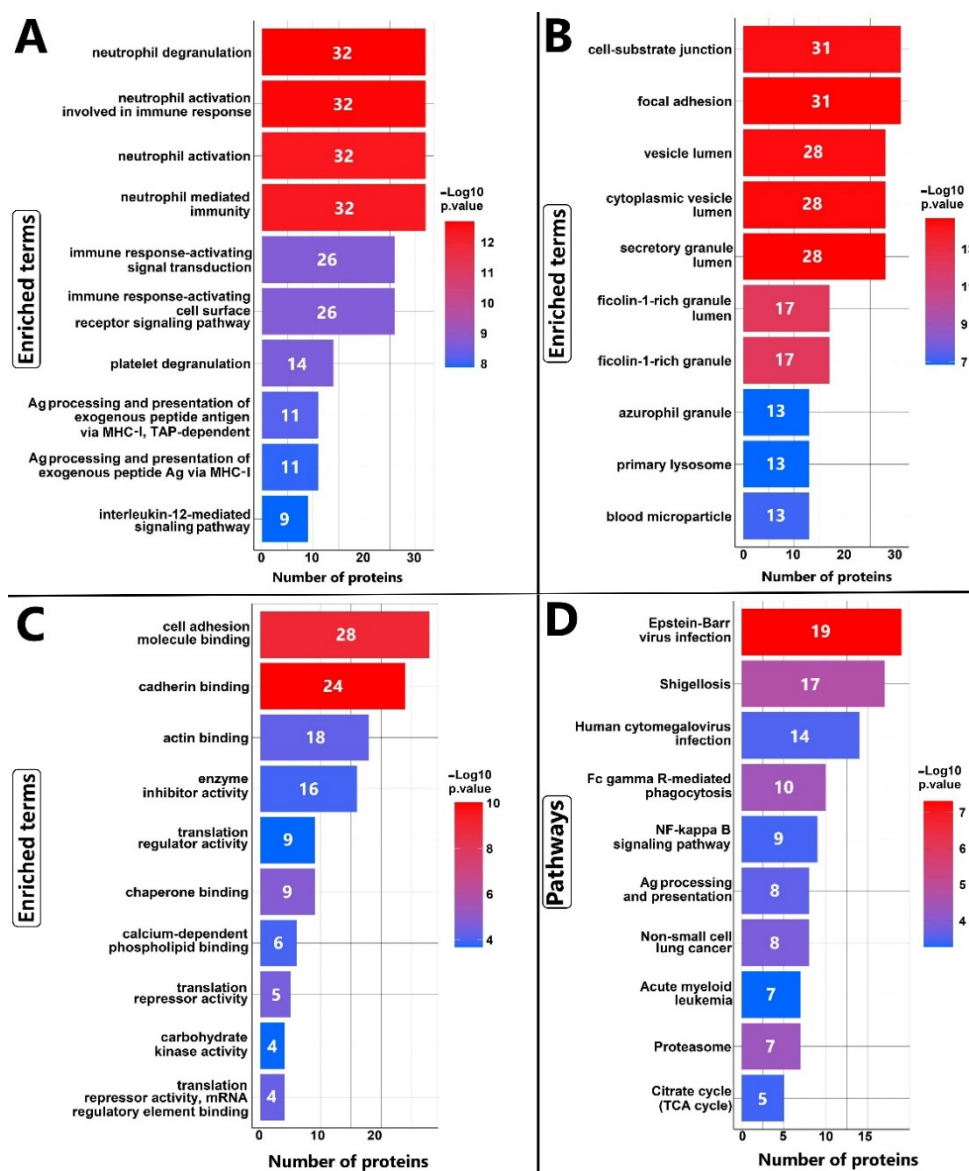 A
neutrophil degranulation
32
neutrophil activation
involved in immune response
32
neutrophil activation
32
neutrophil mediated
immunity
32
immune response-activating
signal transduction
26
immune response-activating
cell surface
receptor signaling pathway
26
platelet degranulation
14
Ag processing and presentation of
exogenous peptide antigen
via MHC-I, TAP-dependent
11
Ag processing and presentation of
exogenous peptide Ag via MHC-I
11
interleukin-12-mediated
signaling pathway
9
0 10 20 30
Number of proteins
Enriched terms
−Log10
p.value
12
11
10
9
8
B
cell-substrate junction
31
focal adhesion
31
vesicle lumen
28
cytoplasmic vesicle
lumen
28
secretory granule
lumen
28
ficolin-1-rich granule
lumen
17
ficolin-1-rich granule
17
azurophil granule
13
primary lysosome
13
blood microparticle
13
0 10 20 30
Number of proteins
Enriched terms
−Log10
p.value
11
9
7
C
cell adhesion
molecule binding
28
cadherin binding
24
actin binding
18
enzyme
inhibitor activity
16
translation
regulator activity
9
chaperone binding
9
calcium-dependent
phospholipid binding
6
translation
repressor activity
5
carbohydrate
kinase activity
4
translation
repressor activity, mRNA
regulatory element binding
4
0 10 20
Number of proteins
Enriched terms
−Log10
p.value
10
8
6
4
D
Epstein-Barr
virus infection
19
Shigellosis
17
Human cytomegalovirus
infection
14
Fc gamma R-mediated
phagocytosis
10
NF-kappa B
signaling pathway
9
Ag processing
and presentation
8
Non-small cell
lung cancer
8
Acute myeloid
leukemia
7
Proteasome
7
Citrate cycle
(TCA cycle)
5
0 5 10 15
Number of proteins
Pathways
−Log10
p.value
7
6
5
4